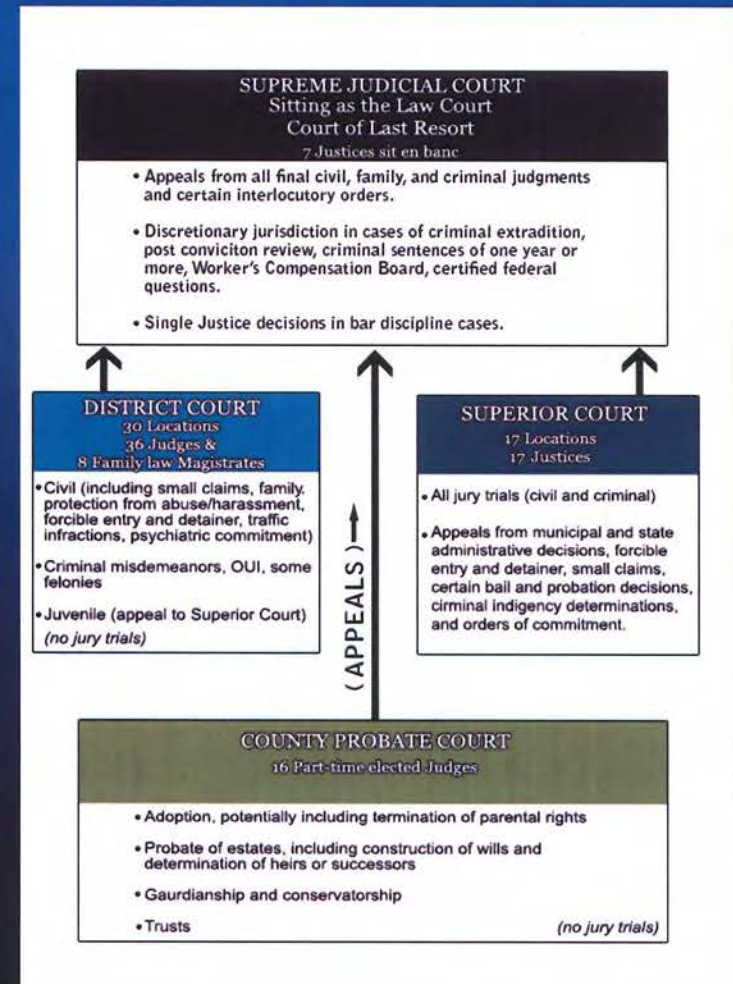 SUPREME JUDICIAL COURT
Sitting as the Law Court
Court of Last Resort
7 Justices sit en banc
• Appeals from all final civil, family, and criminal judgments
and certain interlocutory orders.
• Discretionary jurisdiction in cases of criminal extradition,
post conviciton review, criminal sentences of one year or
more, Worker's Compensation Board, certified federal
questions.
• Single Justice decisions in bar discipline cases.
DISTRICT COURT
30 Locations
36 Judges &
8 Family law Magistrates
• Civil (including small claims, family,
protection from abuse/harassment,
forcible entry and detainer, traffic
infractions, psychiatric commitment)
• Criminal misdemeanors, OUI, some
felonies
• Juvenile (appeal to Superior Court)
(no jury trials)
(APPEALS)
SUPERIOR COURT
17 Locations
17 Justices
• All jury trials (civil and criminal)
• Appeals from municipal and state
administrative decisions, forcible
entry and detainer, small claims,
certain bail and probation decisions,
cirminal indigency determinations,
and orders of commitment.
COUNTY PROBATE COURT
16 Part-time elected Judges
• Adoption, potentially including termination of parental rights
• Probate of estates, including construction of wills and
determination of heirs or successors
• Gaurdianship and conservatorship
• Trusts (no jury trials)